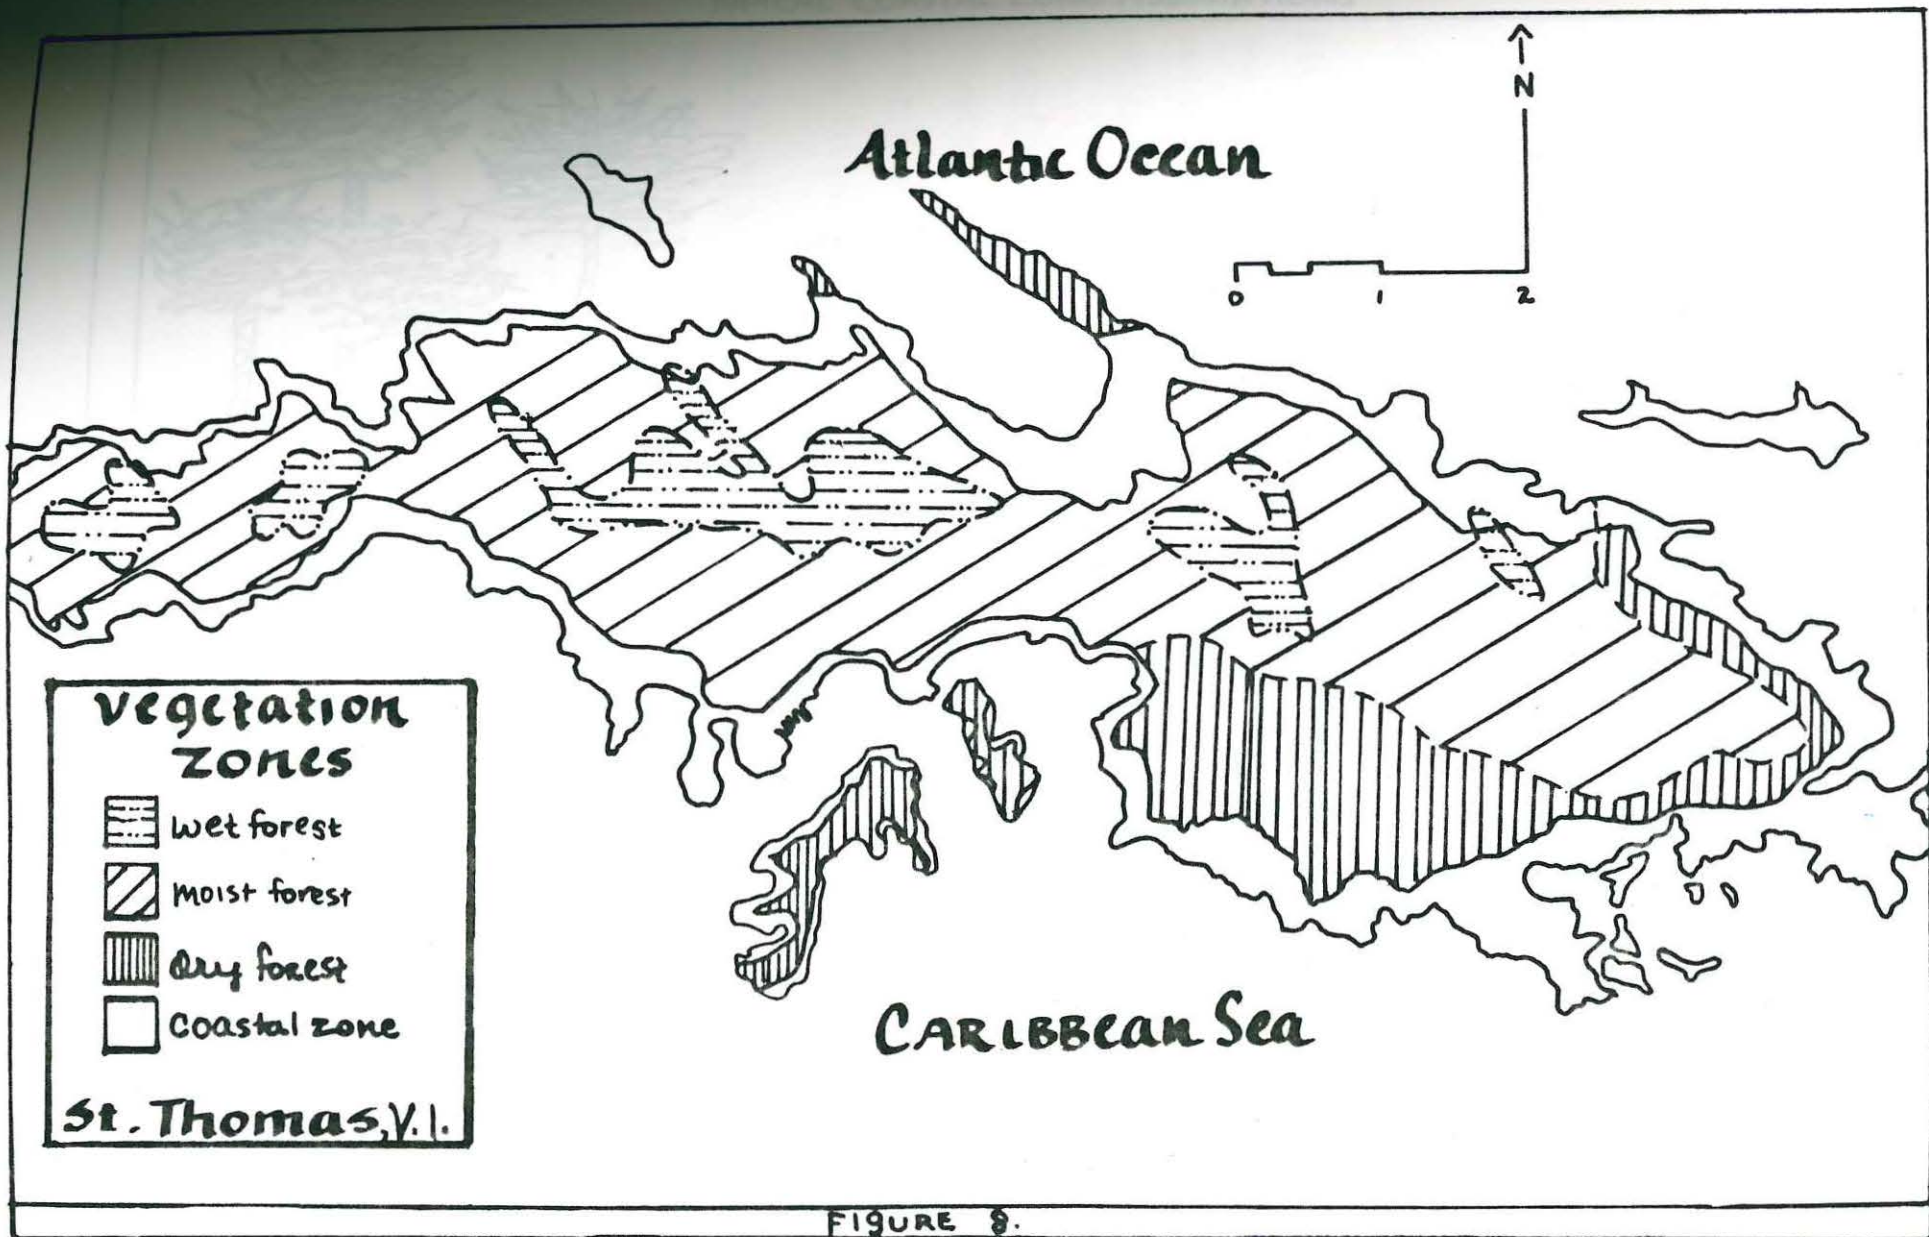 N
Atlantic Ocean
0 1 2
Vegetation
zones
wet forest
moist forest
Dry forest
Coastal zone
St. Thomas, V.I.
CARIBBean Sea
FIGURE 8.